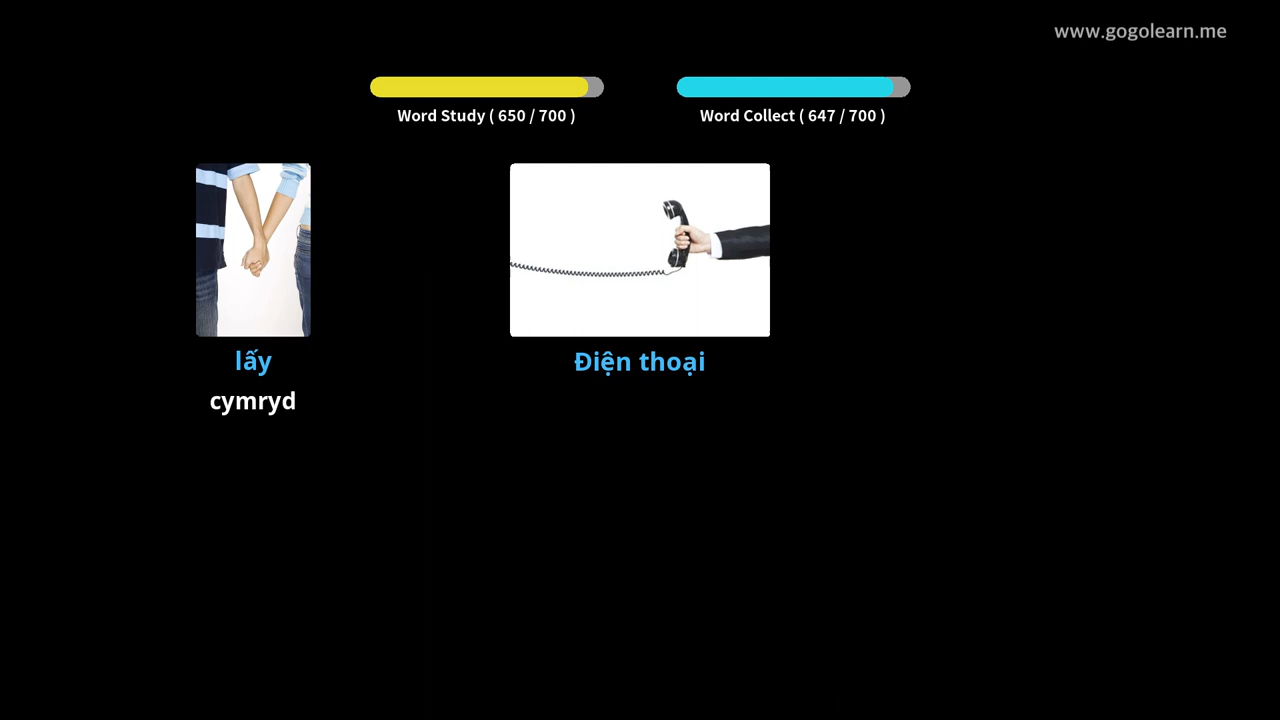 www.gogolearn.me
Word Study ( 650 / 700 )
Word Collect ( 647 / 700 )
lấy
Điện thoại
cymryd